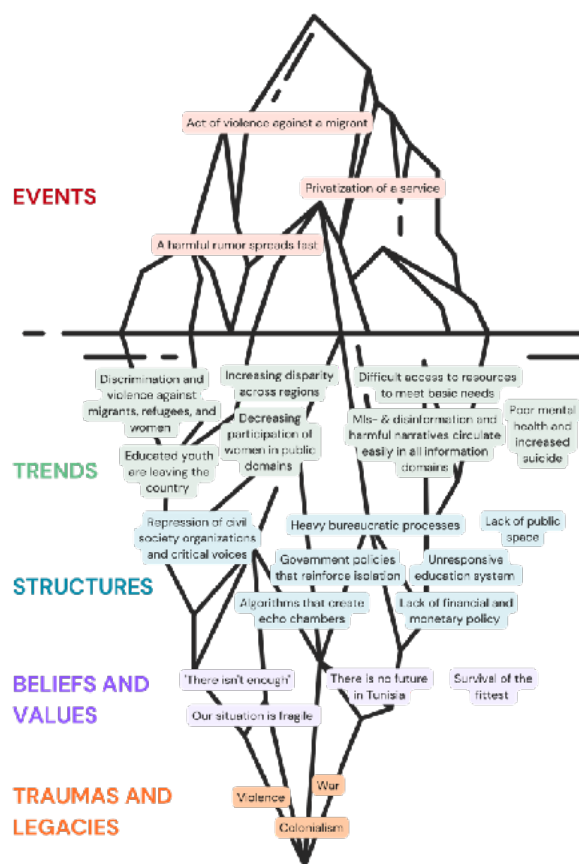 Act of violence against a migrant
EVENTS
Privatization of a service
A harmful rumor spreads fast
Discrimination and
violence against
migrants, refugees, and
women
Increasing disparity
across regions
Difficult access to resources
to meet basic needs
Decreasing
participation of
women in public
domains
Mis- & disinformation and
harmful narratives circulate
easily in all information
domains
Poor mental
health and
increased
suicide
TRENDS
Educated youth
are leaving the
country
Repression of civil
society organizations
and critical voices
Heavy bureaucratic processes
Lack of public
space
STRUCTURES
Government policies
that reinforce isolation
Unresponsive
education system
Algorithms that create
echo chambers
Lack of financial and
monetary policy
BELIEFS AND
VALUES
'There isn't enough'
There is no future
in Tunisia
Survival of the
fittest
Our situation is fragile
TRAUMAS AND
LEGACIES
Violence
War
Colonialism